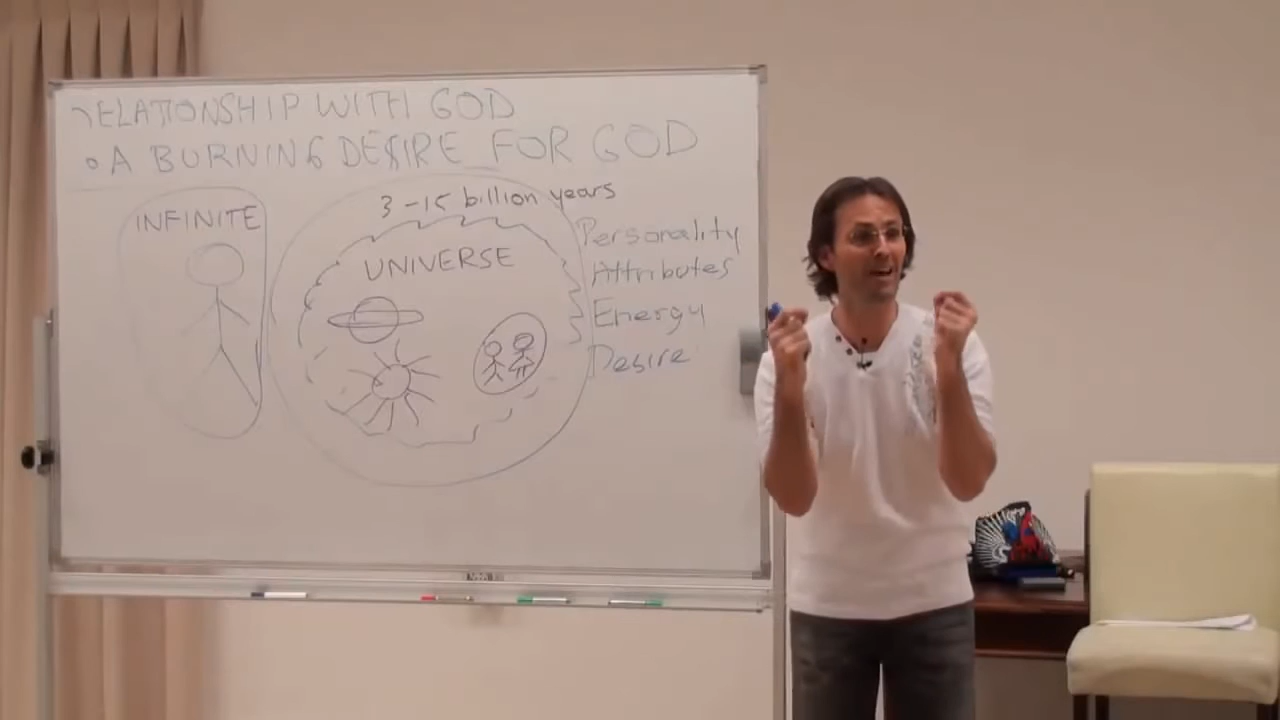 RELATIONSHIP WITH GOD
• A BURNING DESIRE FOR GOD
INFINITE
3-15 billion years
UNIVERSE
Personality
Attributes
Energy
Desire